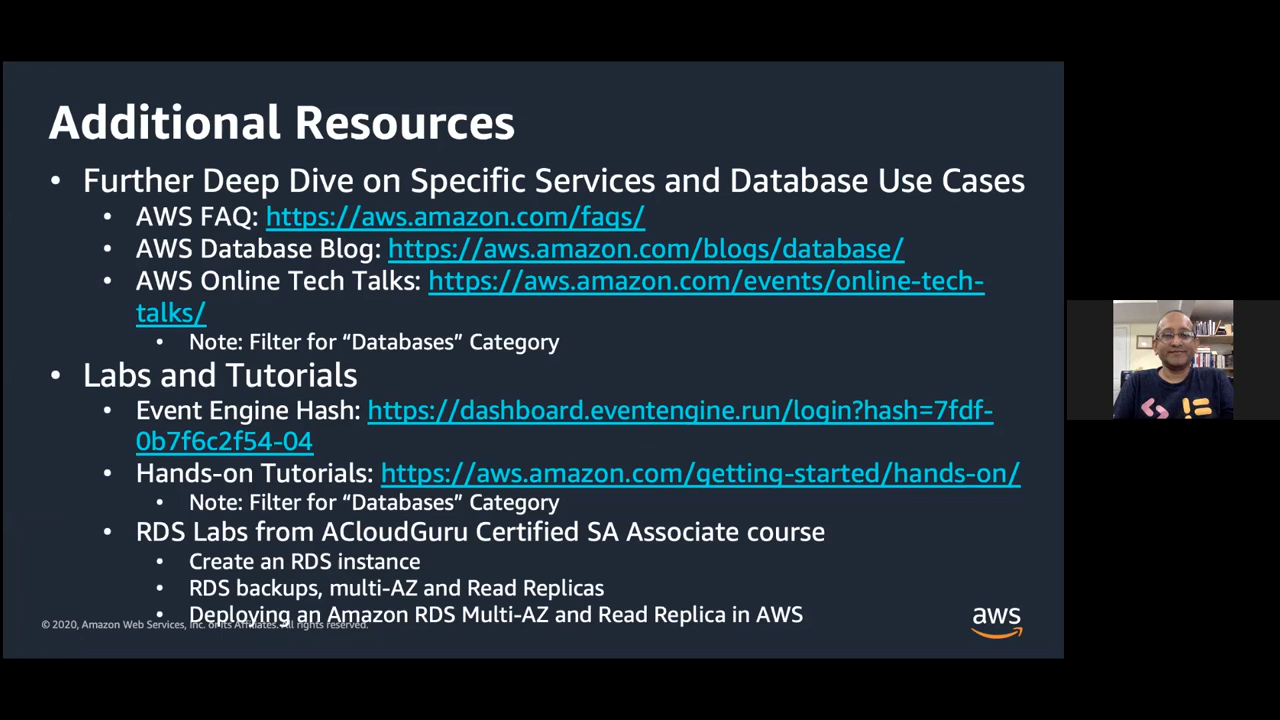 Additional Resources
• Further Deep Dive on Specific Services and Database Use Cases
• AWS FAQ: https://aws.amazon.com/faqs/
• AWS Database Blog: https://aws.amazon.com/blogs/database/
• AWS Online Tech Talks: https://aws.amazon.com/events/online-tech-
talks/
• Note: Filter for “Databases” Category
• Labs and Tutorials
• Event Engine Hash: https://dashboard.eventengine.run/login?hash=7fdf-
0b7f6c2f54-04
• Hands-on Tutorials: https://aws.amazon.com/getting-started/hands-on/
• Note: Filter for “Databases” Category
• RDS Labs from ACloudGuru Certified SA Associate course
• Create an RDS instance
• RDS backups, multi-AZ and Read Replicas
• Deploying an Amazon RDS Multi-AZ and Read Replica in AWS
© 2020, Amazon Web Services, Inc. or its Affiliates. All rights reserved.
aws